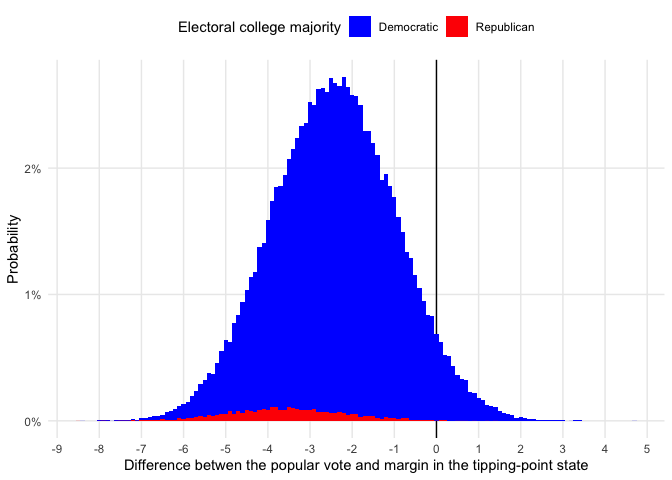 Electoral college majority Democratic Republican
Probability
2%
1%
0%
-9 -8 -7 -6 -5 -4 -3 -2 -1 0 1 2 3 4 5
Difference betwen the popular vote and margin in the tipping-point state